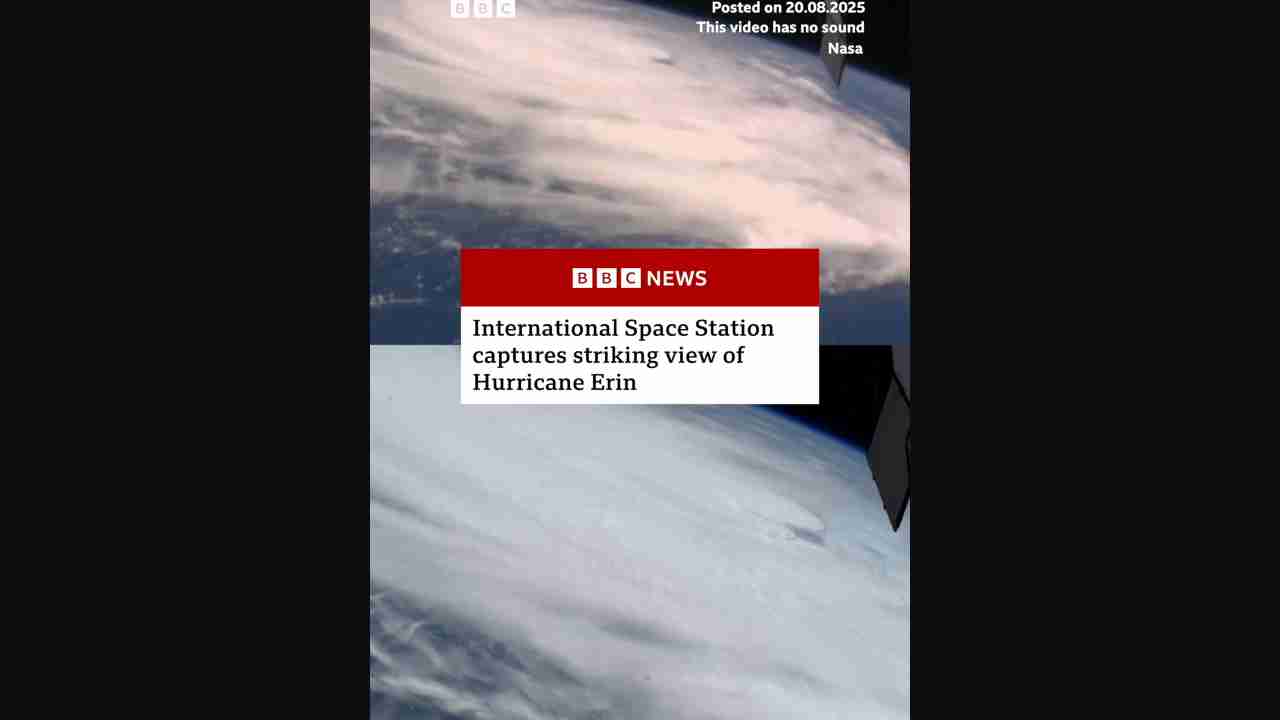 BBC
Posted on 20.08.2025
This video has no sound
Nasa
BBC NEWS
International Space Station
captures striking view of
Hurricane Erin